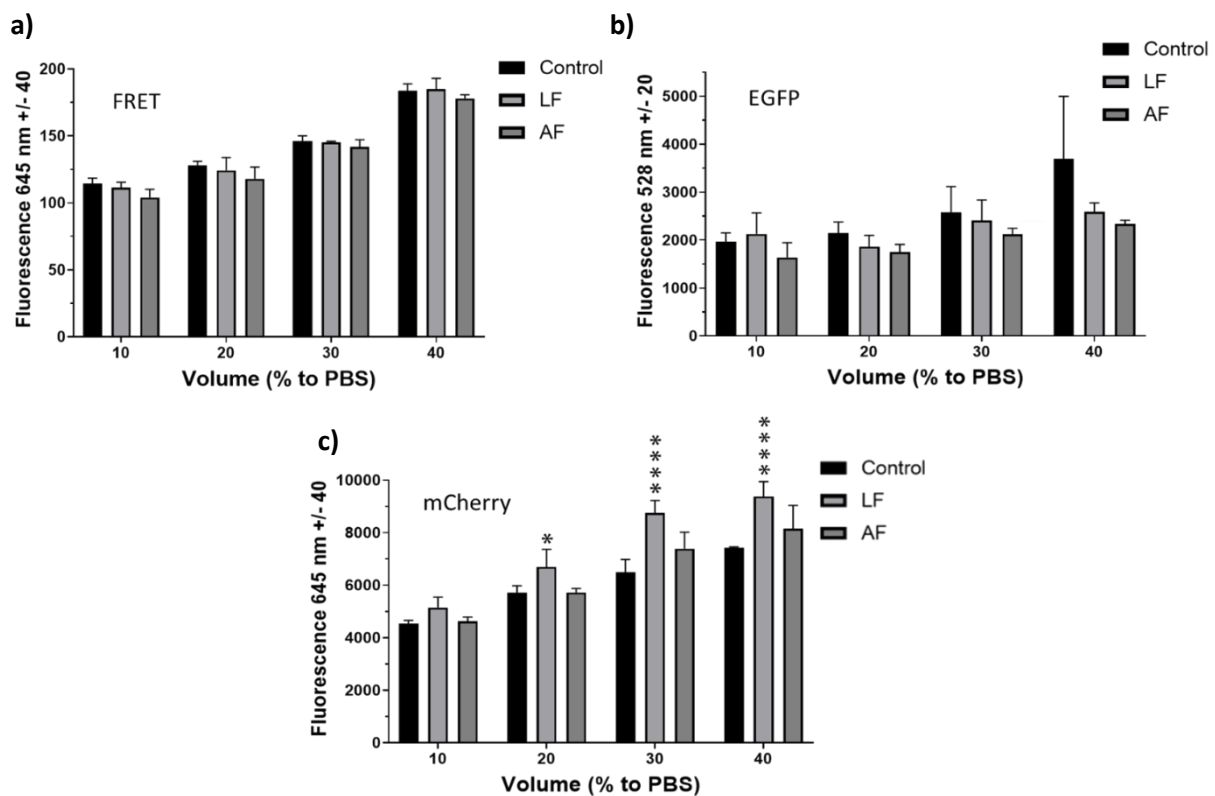 a)
FRET
Fluorescence 645 nm +/- 40
200
150
100
50
0
10 20 30 40
Volume (% to PBS)
Control
LF
AF
b)
EGFP
Fluorescence 528 nm +/- 20
5000
4000
3000
2000
1000
0
10 20 30 40
Volume (% to PBS)
Control
LF
AF
c)
mCherry
Fluorescence 645 nm +/- 40
10000
8000
6000
4000
2000
0
*
****
****
10 20 30 40
Volume (% to PBS)
Control
LF
AF